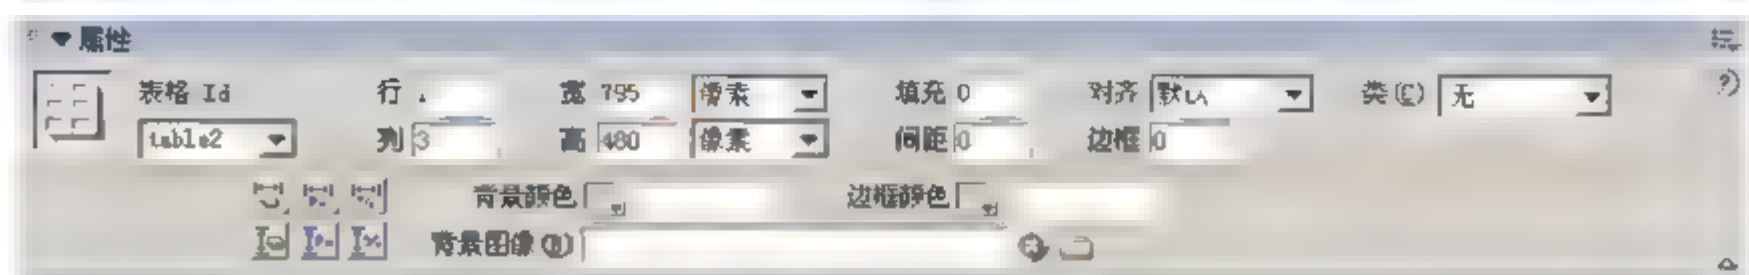 属性
表格 Id 行 宽 795 像素 填充 0 对齐 默认 类(C) 无
table2 列 3 高 480 像素 间距 0 边框 0
背景颜色 边框颜色
背景图像(I)